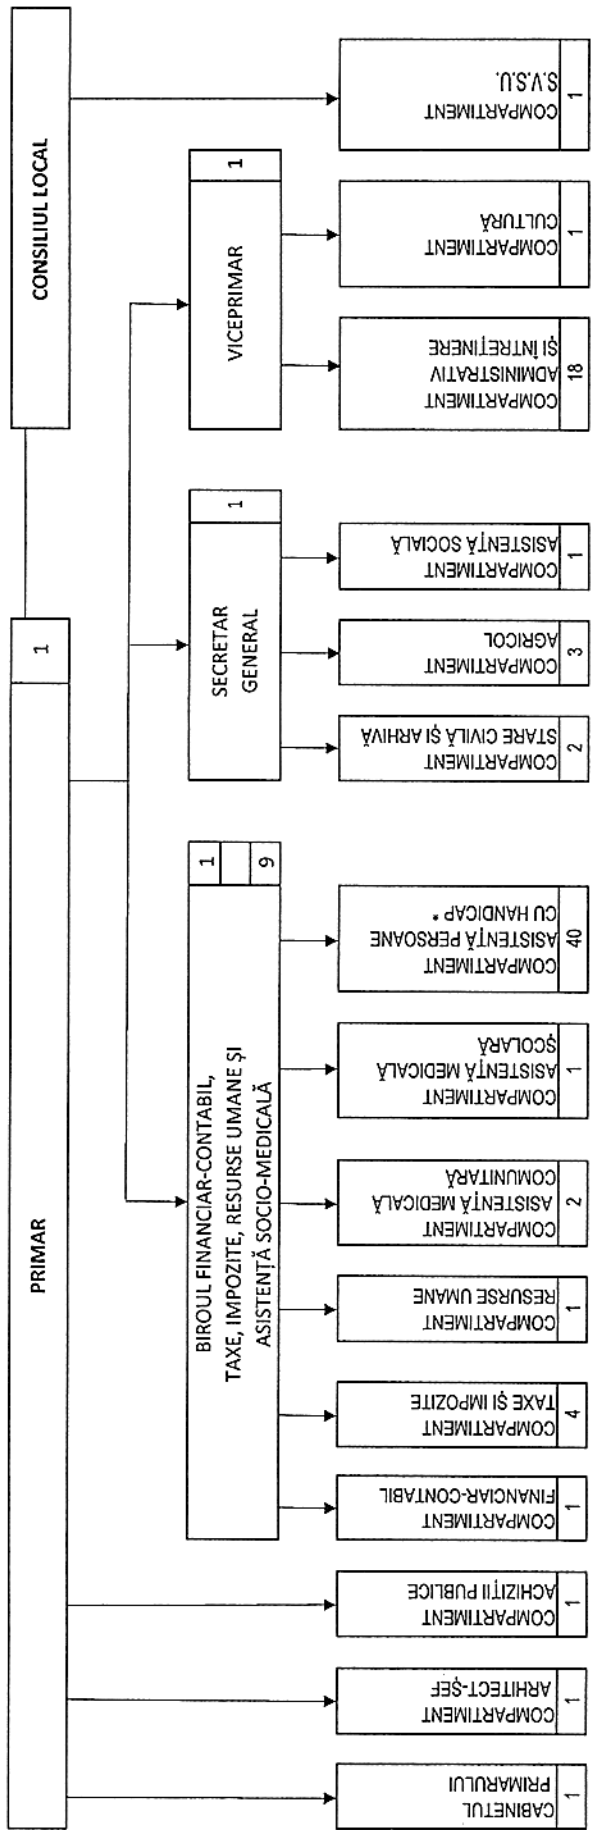 PRIMAR
1
CONSILIUL LOCAL
BIROUL FINANCIAR-CONTABIL,
TAXE, IMPOZITE, RESURSE UMANE ȘI
ASISTENȚĂ SOCIO-MEDICALĂ
1
9
SECRETAR
GENERAL
1
VICEPRIMAR
1
CABINETUL
PRIMARULUI
1
COMPARTIMENT
ARHITECT-ȘEF
1
COMPARTIMENT
ACHIZIȚII PUBLICE
1
COMPARTIMENT
FINANCIAR-CONTABIL
1
COMPARTIMENT
TAXE ȘI IMPOZITE
4
COMPARTIMENT
RESURSE UMANE
1
COMPARTIMENT
ASISTENȚĂ MEDICALĂ
COMUNITARĂ
2
COMPARTIMENT
ASISTENȚĂ MEDICALĂ
ȘCOLARĂ
1
COMPARTIMENT
ASISTENȚĂ PERSOANE
CU HANDICAP *
40
COMPARTIMENT
STARE CIVILĂ ȘI ARHIVĂ
2
COMPARTIMENT
AGRICOL
3
COMPARTIMENT
ASISTENȚĂ SOCIALĂ
1
COMPARTIMENT
ADMINISTRATIV
ȘI ÎNTREȚINERE
18
COMPARTIMENT
CULTURĂ
1
COMPARTIMENT
S.V.S.U.
1